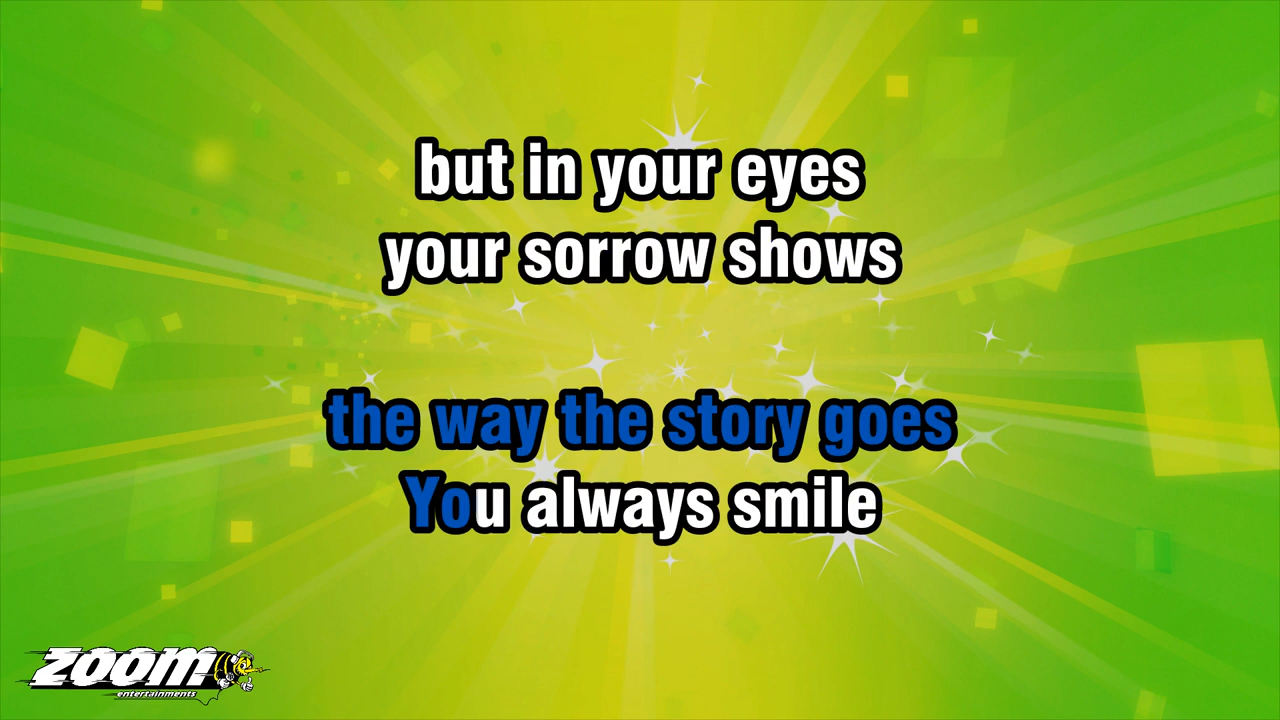 but in your eyes
your sorrow shows
the way the story goes
You always smile
ZOOM
entertainments